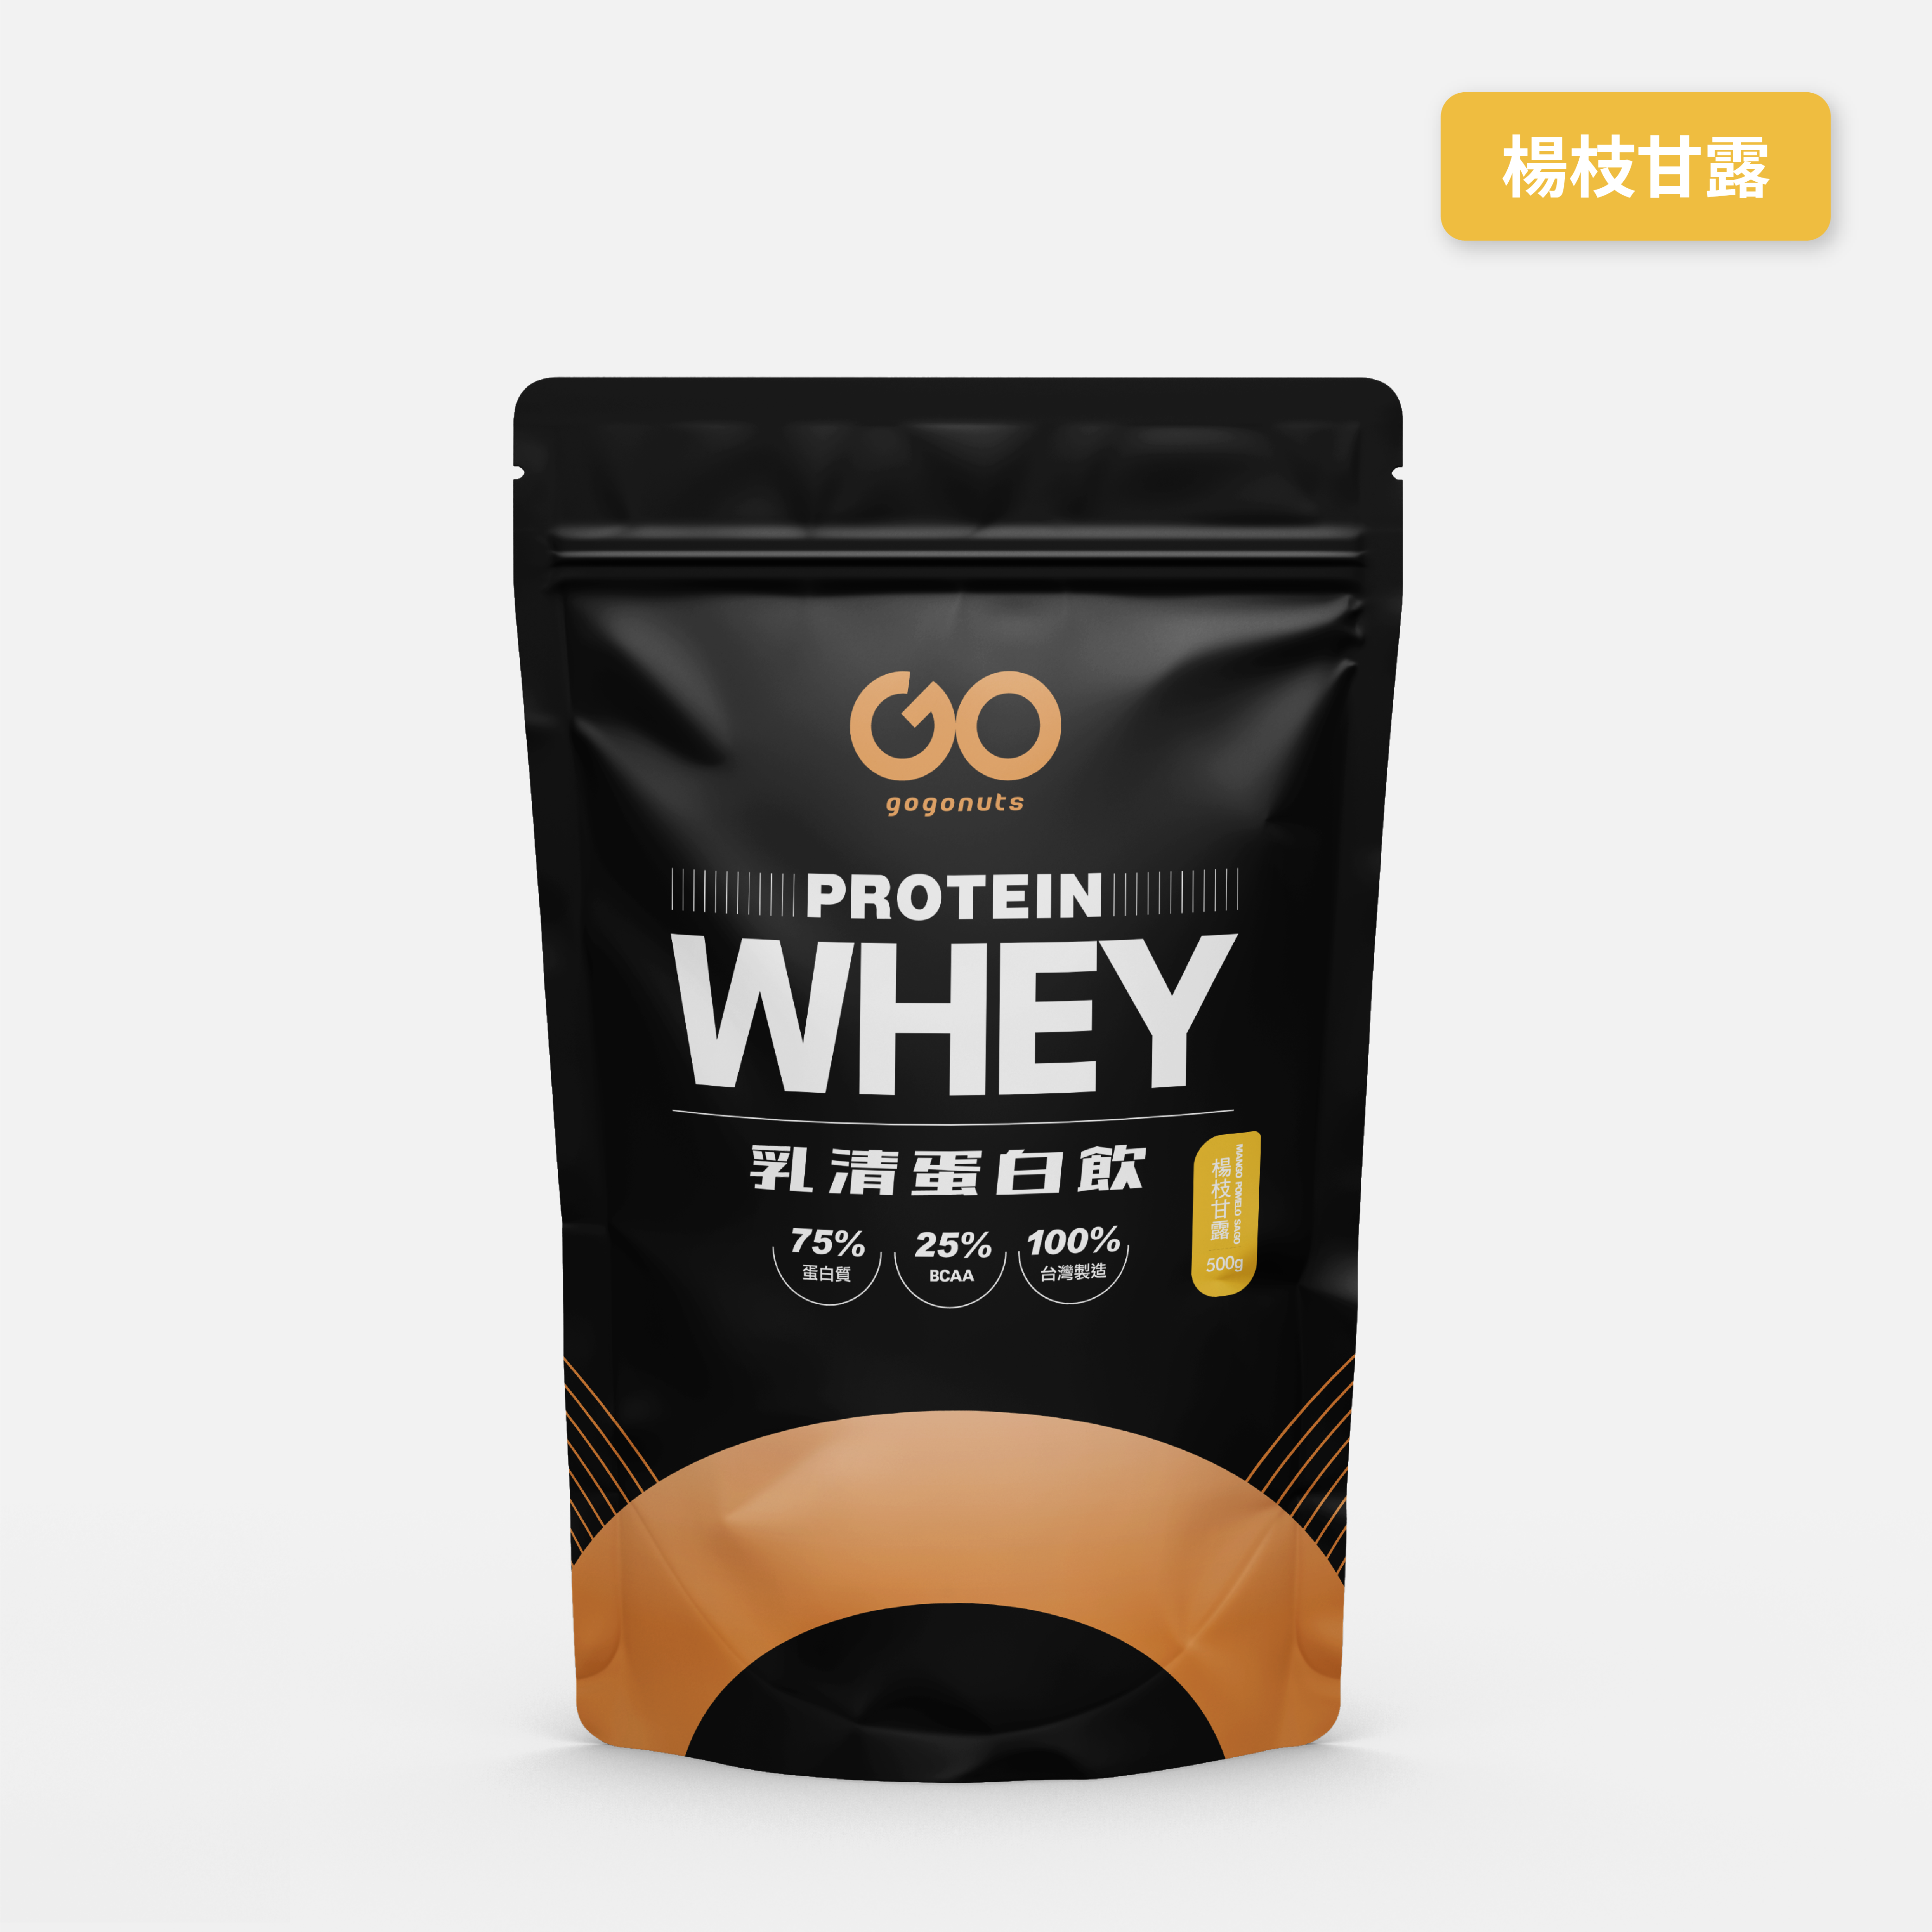 楊枝甘露
GO
gogonuts
PROTEIN
WHEY
乳清蛋白飲
75%
蛋白質
25%
BCAA
100%
台灣製造
楊枝甘露
MANGO POMELO SAGO
500g